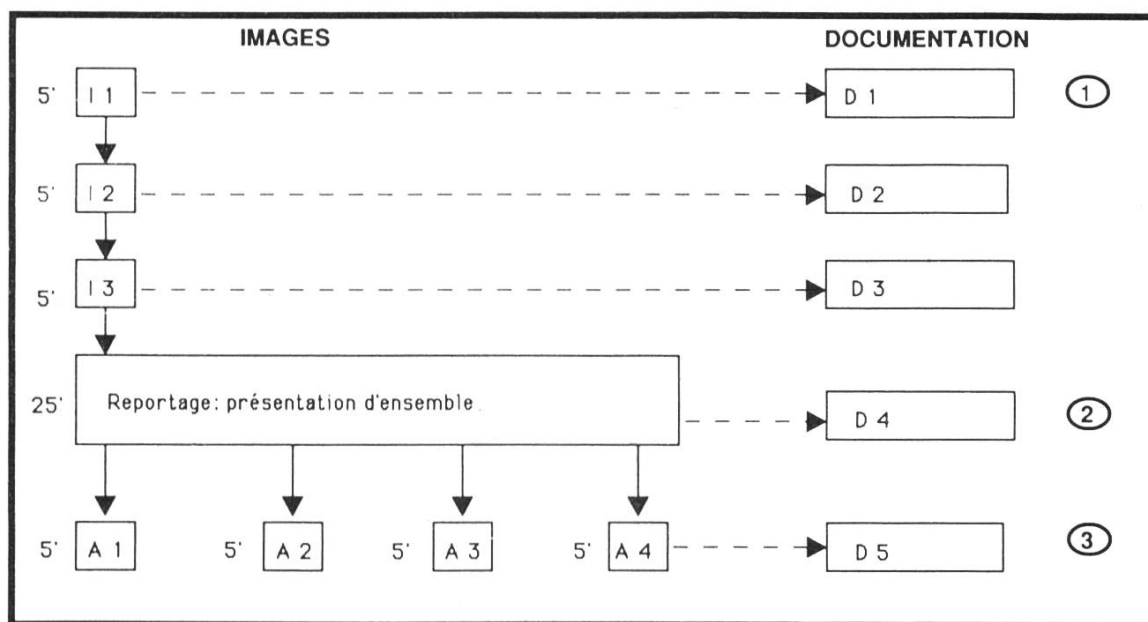 IMAGES DOCUMENTATION
5' I 1 D 1 1
5' I 2 D 2
5' I 3 D 3
25' Reportage: présentation d'ensemble D 4 2
5' A 1 5' A 2 5' A 3 5' A 4 D 5 3